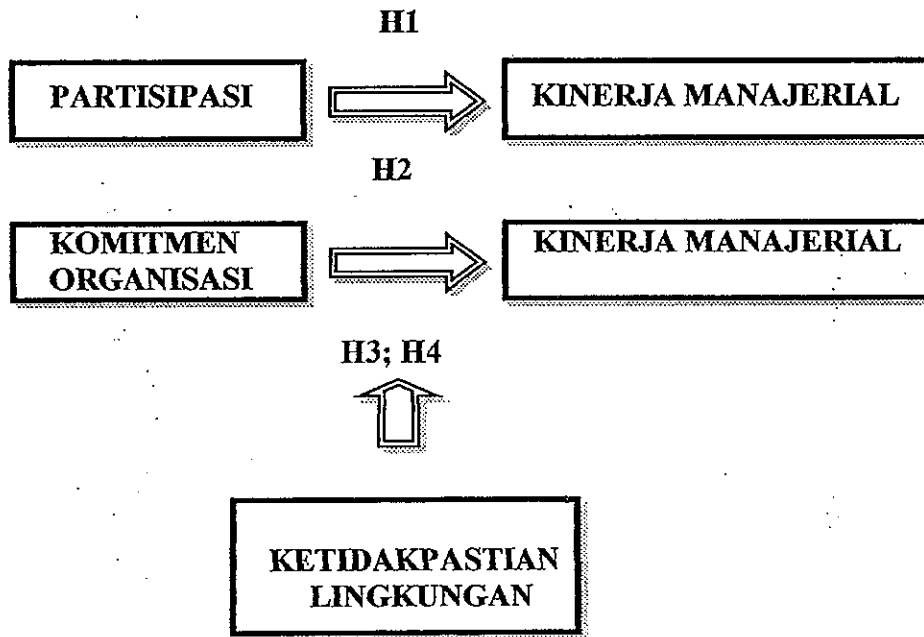 H1
PARTISIPASI
KINERJA MANAJERIAL
H2
KOMITMEN
ORGANISASI
KINERJA MANAJERIAL
H3; H4
KETIDAKPASTIAN
LINGKUNGAN